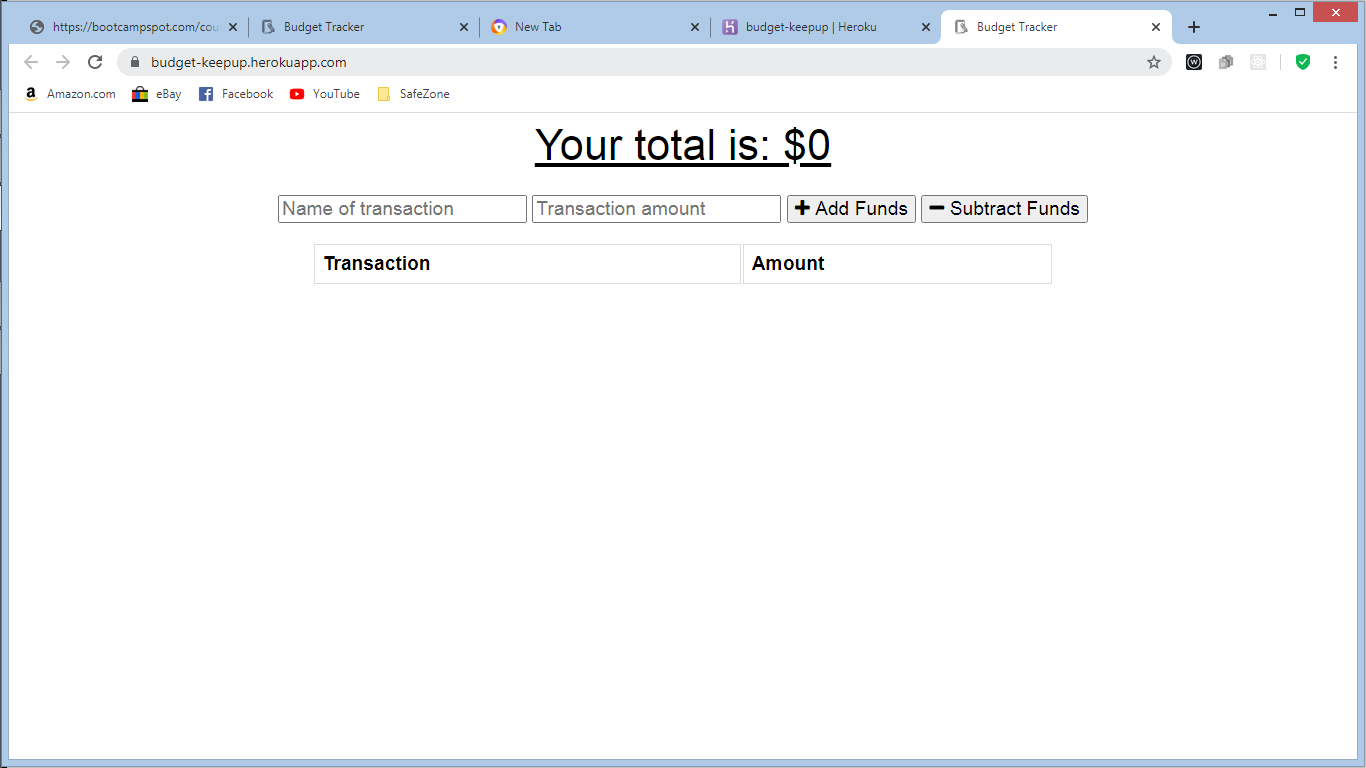 https://bootcampspot.com/cou
Budget Tracker
New Tab
budget-keepup | Heroku
Budget Tracker
budget-keepup.herokuapp.com
Amazon.com eBay Facebook YouTube SafeZone
Your total is: $0
Name of transaction Transaction amount Add Funds Subtract Funds
Transaction Amount